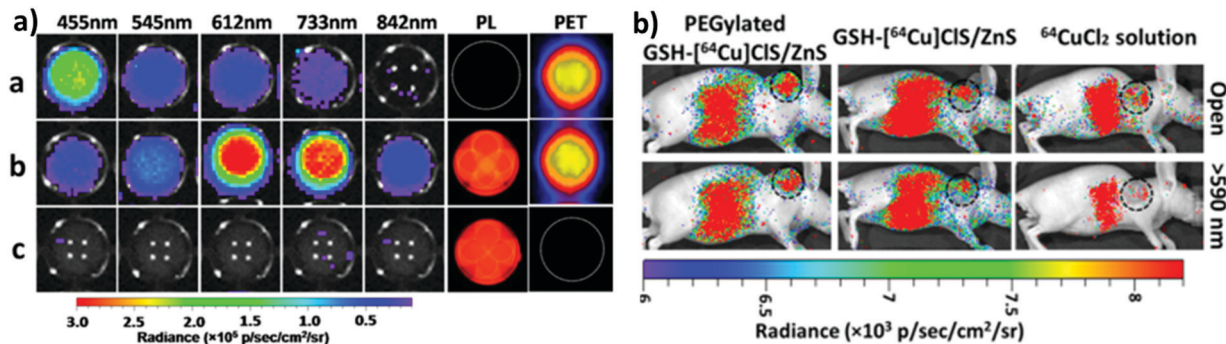 a)
455nm 545nm 612nm 733nm 842nm PL PET
a
b
c
3.0 2.5 2.0 1.5 1.0 0.5
Radiance (×10⁵ p/sec/cm²/sr)
b)
PEGylated
GSH-[⁶⁴Cu]CIS/ZnS
GSH-[⁶⁴Cu]CIS/ZnS
⁶⁴CuCl₂ solution
Open
>590 nm
6 6.5 7 7.5 8
Radiance (×10³ p/sec/cm²/sr)